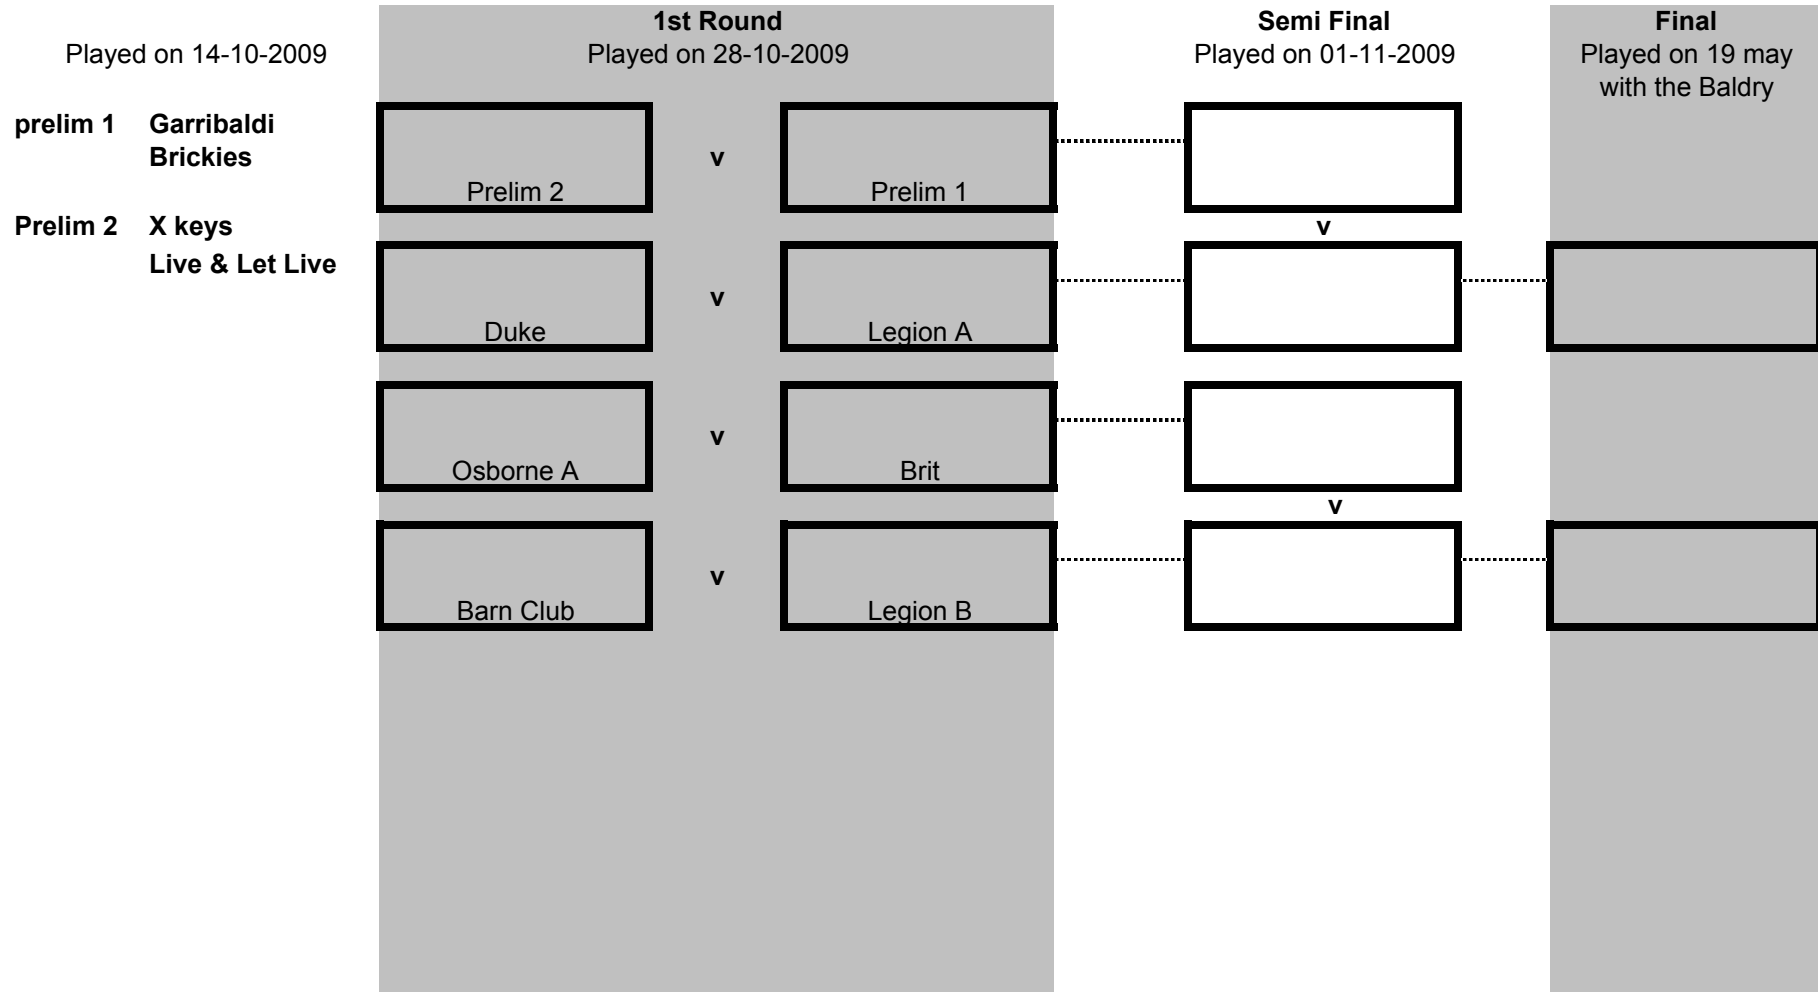 1st Round
Semi Final
Final
Played on 14-10-2009
Played on 28-10-2009
Played on 01-11-2009
Played on 19 may
with the Baldry
prelim 1 Garribaldi
Brickies
v
Prelim 2
Prelim 1
Prelim 2 X keys
v
Live & Let Live
v
Duke
Legion A
v
Osborne A
Brit
v
v
Barn Club
Legion B